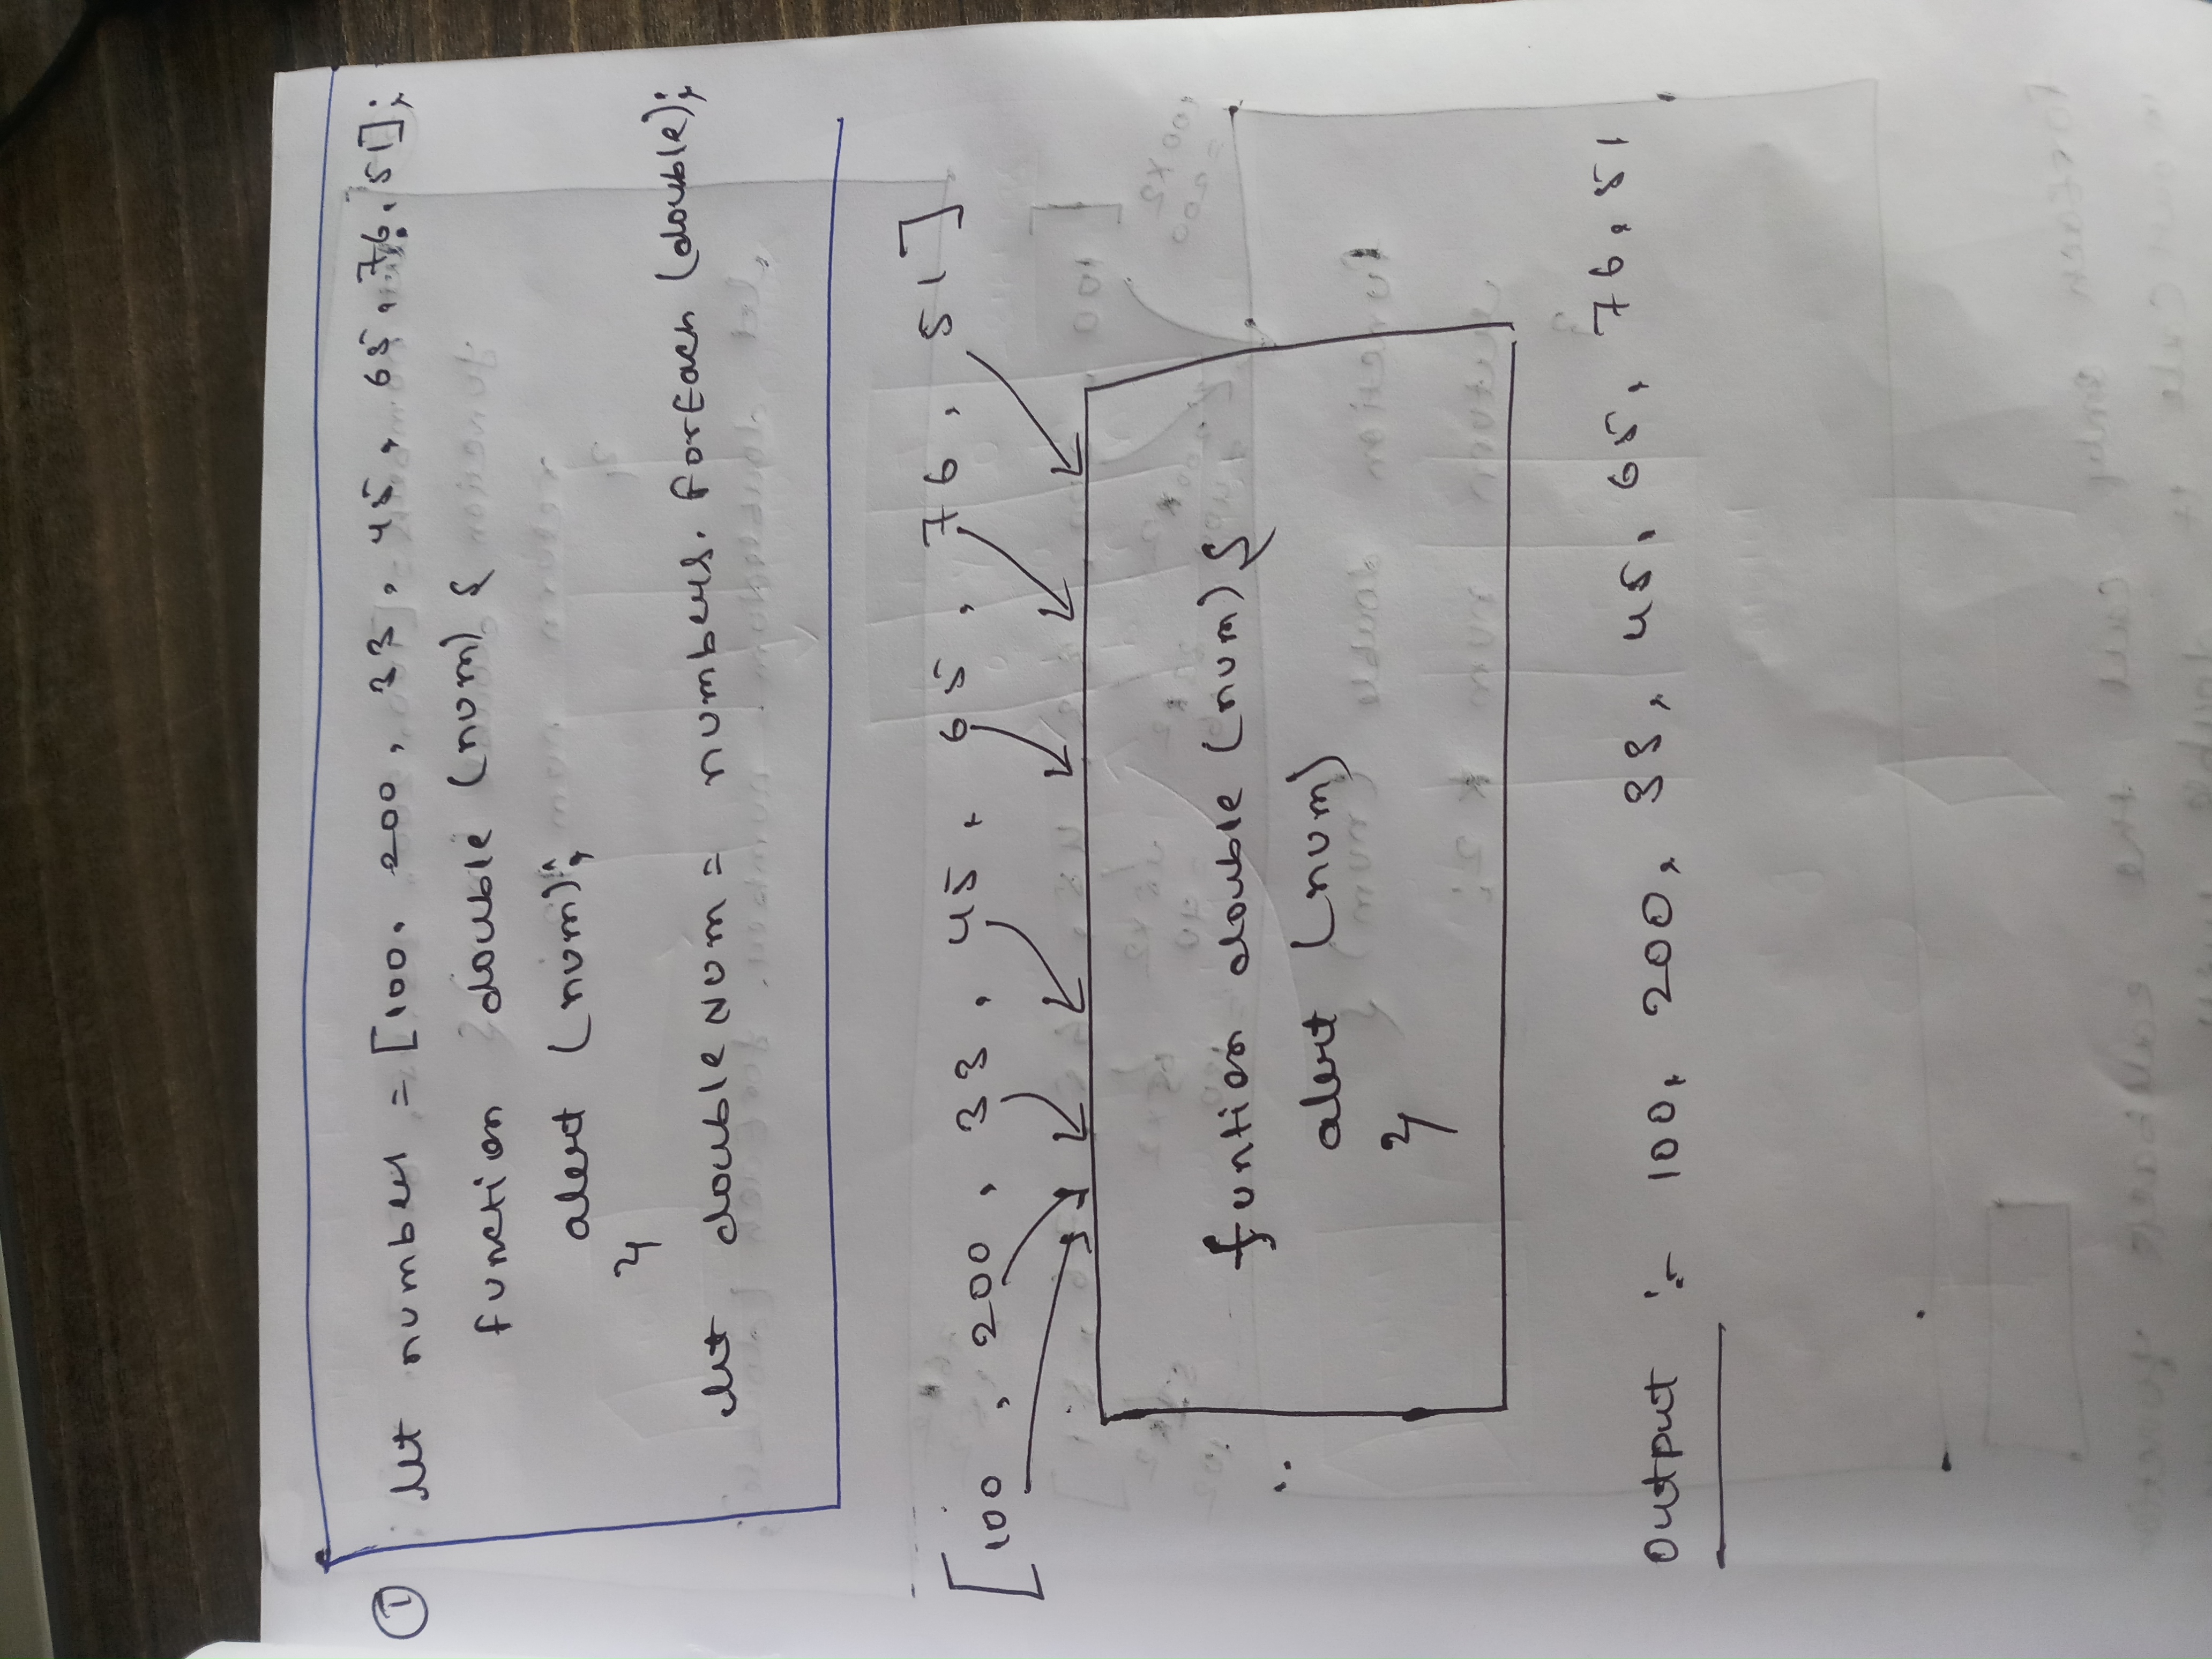 ①
let numbers = [100, 200, 33, 45, 65, 76, 51];
function double (num) {
alert (num);
}
let doubleNum = numbers.forEach (double);
[100, 200, 33, 45, 65, 76, 51]
funtion double (num) {
alert (num)
}
Output :- 100, 200, 33, 45, 65, 76, 51